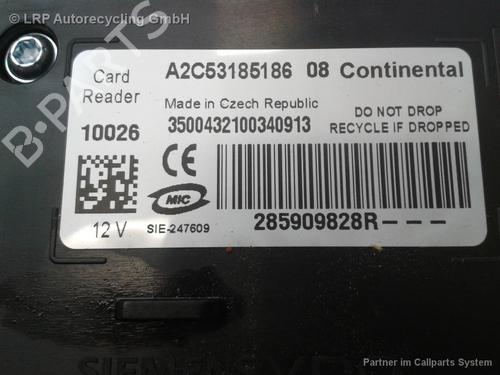 LRP Autorecycling GmbH
B-PARTS
Card Reader
A2C53185186 08 Continental
Made in Czech Republic
10026
3500432100340913
DO NOT DROP
RECYCLE IF DROPPED
CE
MIC
12 V
SIE-247609
285909828R---
Partner im Callparts System